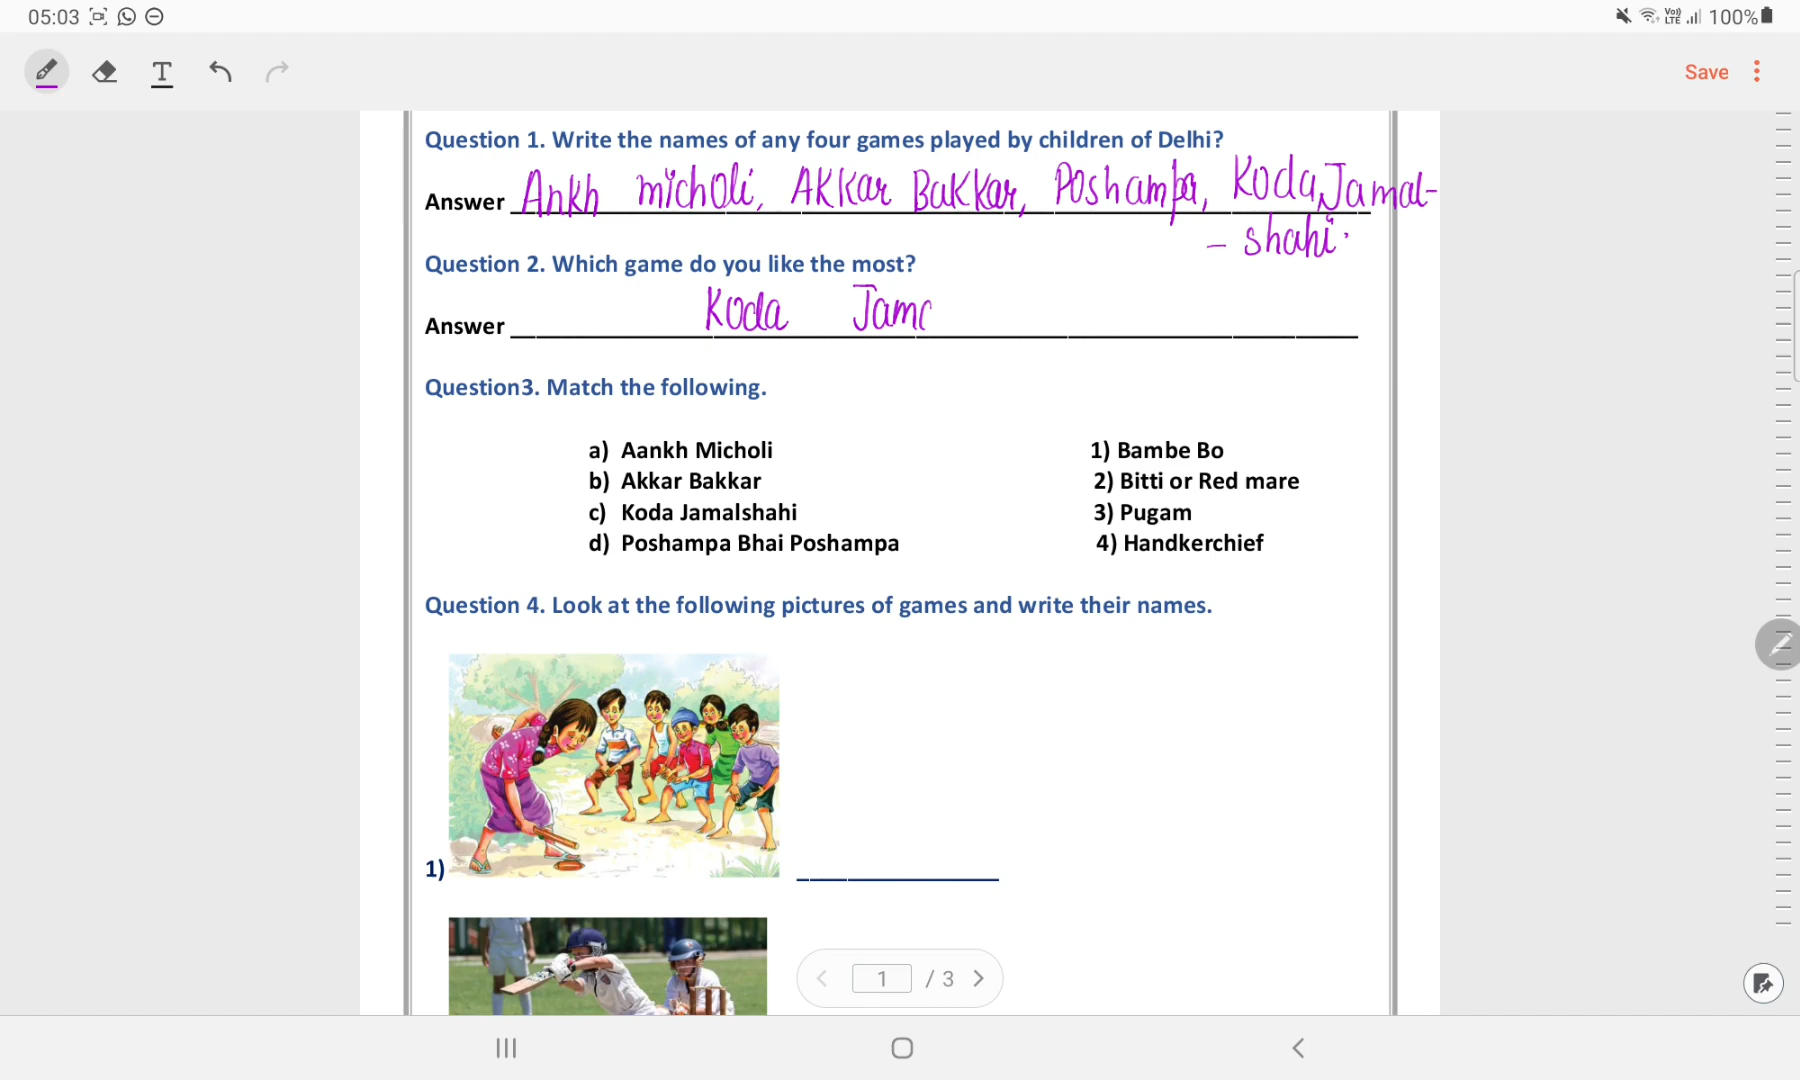 05:03
Vo)) LTE 100%
T
Save
Question 1. Write the names of any four games played by children of Delhi?
Answer Ankh micholi, Akkar Bakkar, Poshampa, Koda Jamal-
- shahi.
Question 2. Which game do you like the most?
Answer Koda Jama
Question3. Match the following.
a) Aankh Micholi 1) Bambe Bo
b) Akkar Bakkar 2) Bitti or Red mare
c) Koda Jamalshahi 3) Pugam
d) Poshampa Bhai Poshampa 4) Handkerchief
Question 4. Look at the following pictures of games and write their names.
1)
1 / 3